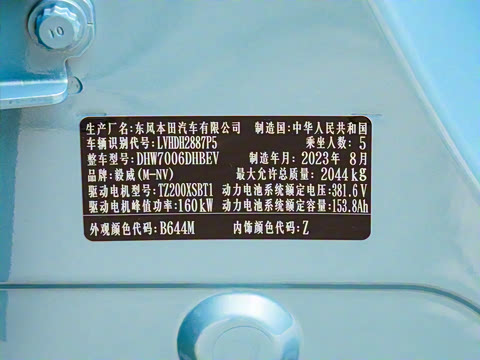 10
生产厂名:东风本田汽车有限公司 制造国:中华人民共和国
车辆识别代号:LVHDH2887P5 乘坐人数:5
整车型号:DHW7006DHBEV 制造年月:2023年8月
品牌:毅威(M-NV) 最大允许总质量:2044kg
驱动电机型号:TZ200XSBT1 动力电池系统额定电压:381.6V
驱动电机峰值功率:160kW 动力电池系统额定容量:153.8Ah
外观颜色代码:B644M 内饰颜色代码:Z